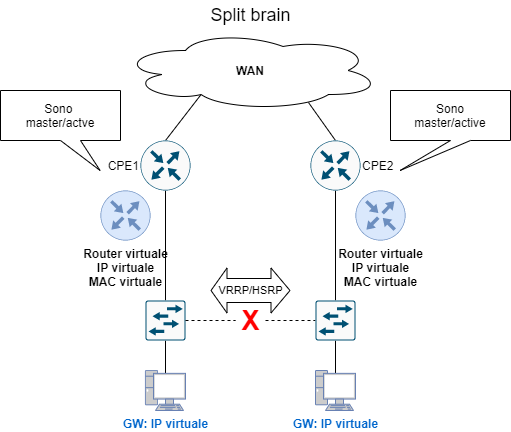 Split brain
WAN
Sono
master/actve
Sono
master/active
CPE1
CPE2
Router virtuale
IP virtuale
MAC virtuale
Router virtuale
IP virtuale
MAC virtuale
VRRP/HSRP
X
GW: IP virtuale
GW: IP virtuale